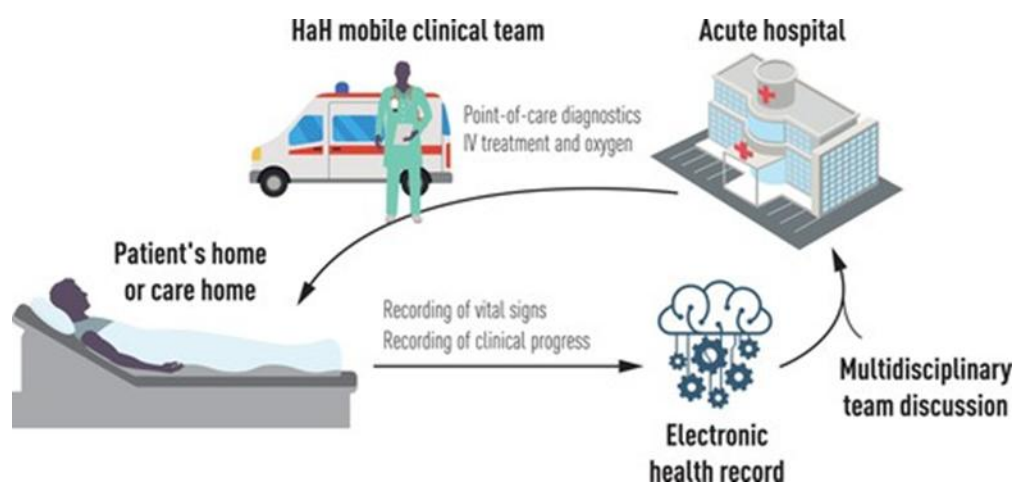 HaH mobile clinical team
Acute hospital
Point-of-care diagnostics
IV treatment and oxygen
Patient's home
or care home
Recording of vital signs
Recording of clinical progress
Multidisciplinary
team discussion
Electronic
health record